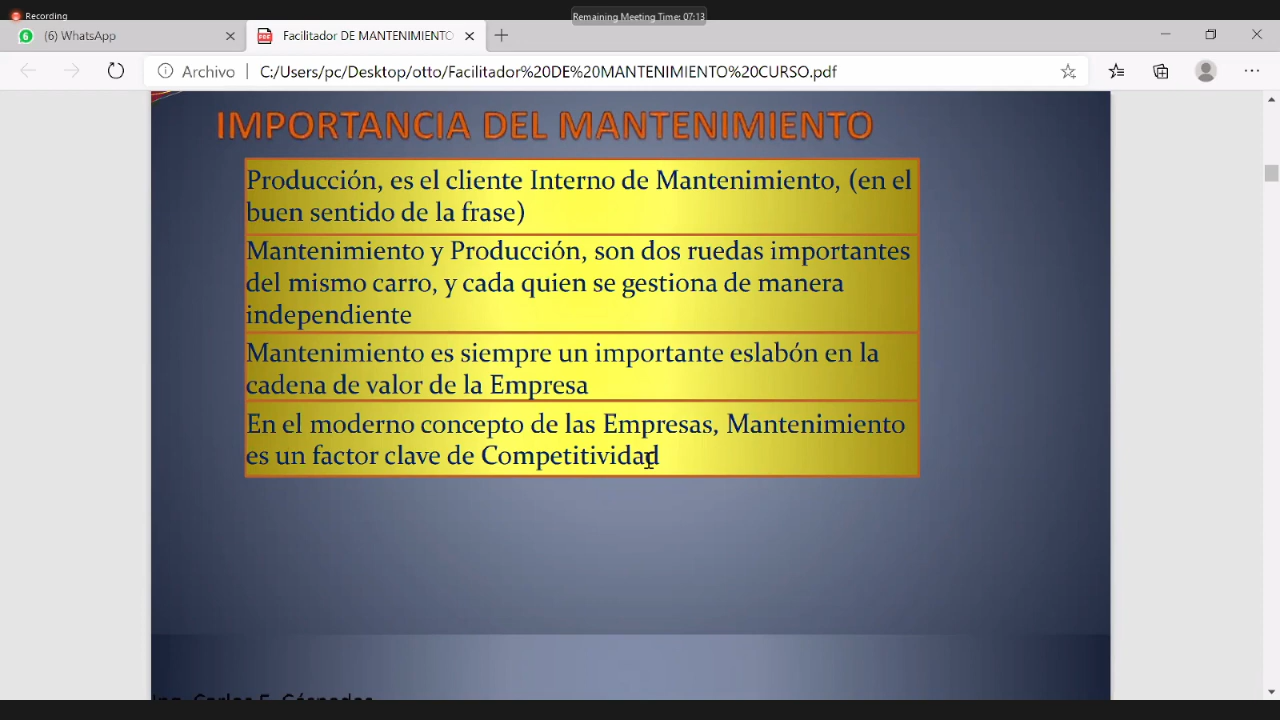 Recording
Remaining Meeting Time: 07:13
(6) WhatsApp
Facilitador DE MANTENIMIENTO
Archivo
C:/Users/pc/Desktop/otto/Facilitador%20DE%20MANTENIMIENTO%20CURSO.pdf
IMPORTANCIA DEL MANTENIMIENTO
Producción, es el cliente Interno de Mantenimiento, (en el
buen sentido de la frase)
Mantenimiento y Producción, son dos ruedas importantes
del mismo carro, y cada quien se gestiona de manera
independiente
Mantenimiento es siempre un importante eslabón en la
cadena de valor de la Empresa
En el moderno concepto de las Empresas, Mantenimiento
es un factor clave de Competitividad